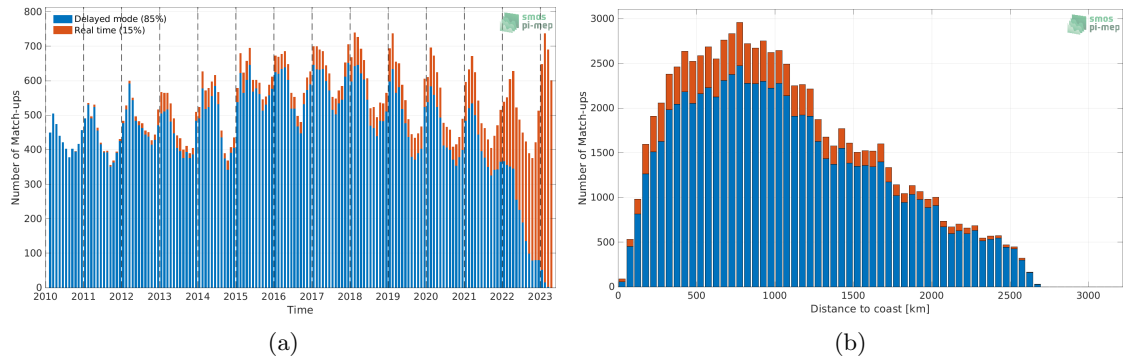 Delayed mode (85%)
Real time (15%)
smos
pi-mep
800
700
600
500
400
300
200
100
0
Number of Match-ups
2010 2011 2012 2013 2014 2015 2016 2017 2018 2019 2020 2021 2022 2023
Time
(a)
smos
pi-mep
3000
2500
2000
1500
1000
500
0
Number of Match-ups
0 500 1000 1500 2000 2500 3000
Distance to coast [km]
(b)